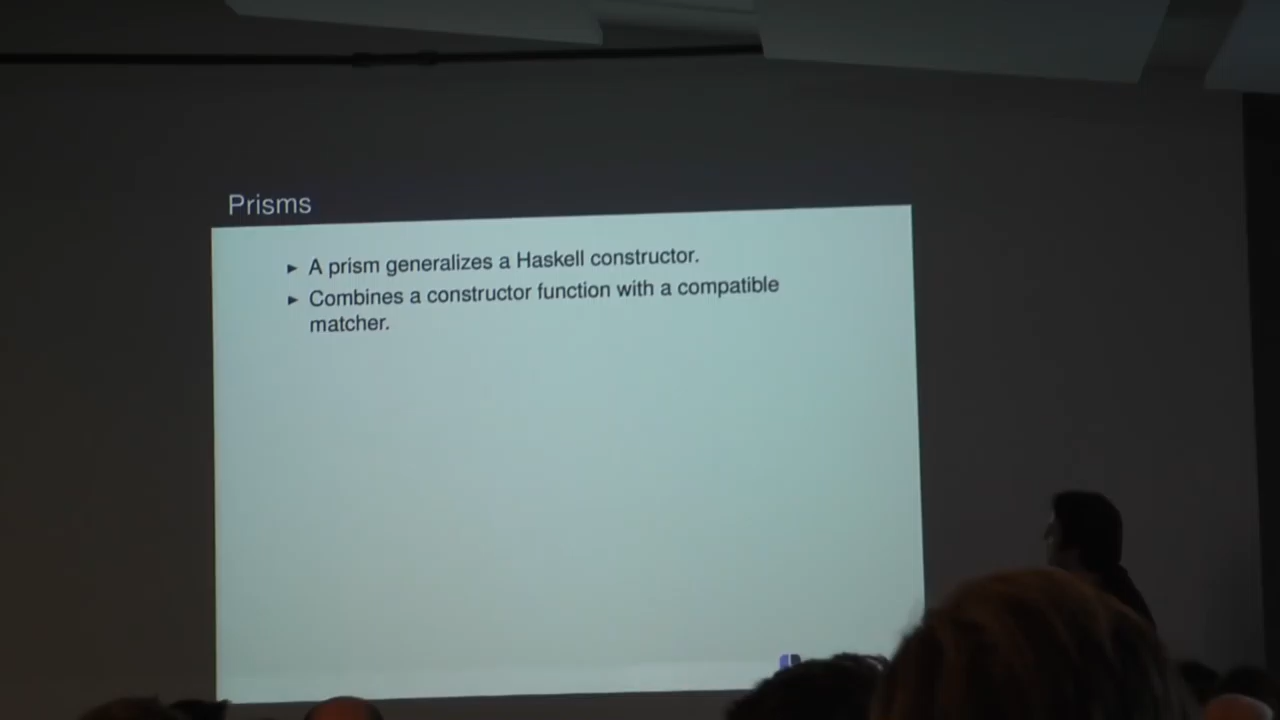 Prisms
► A prism generalizes a Haskell constructor.
► Combines a constructor function with a compatible
matcher.